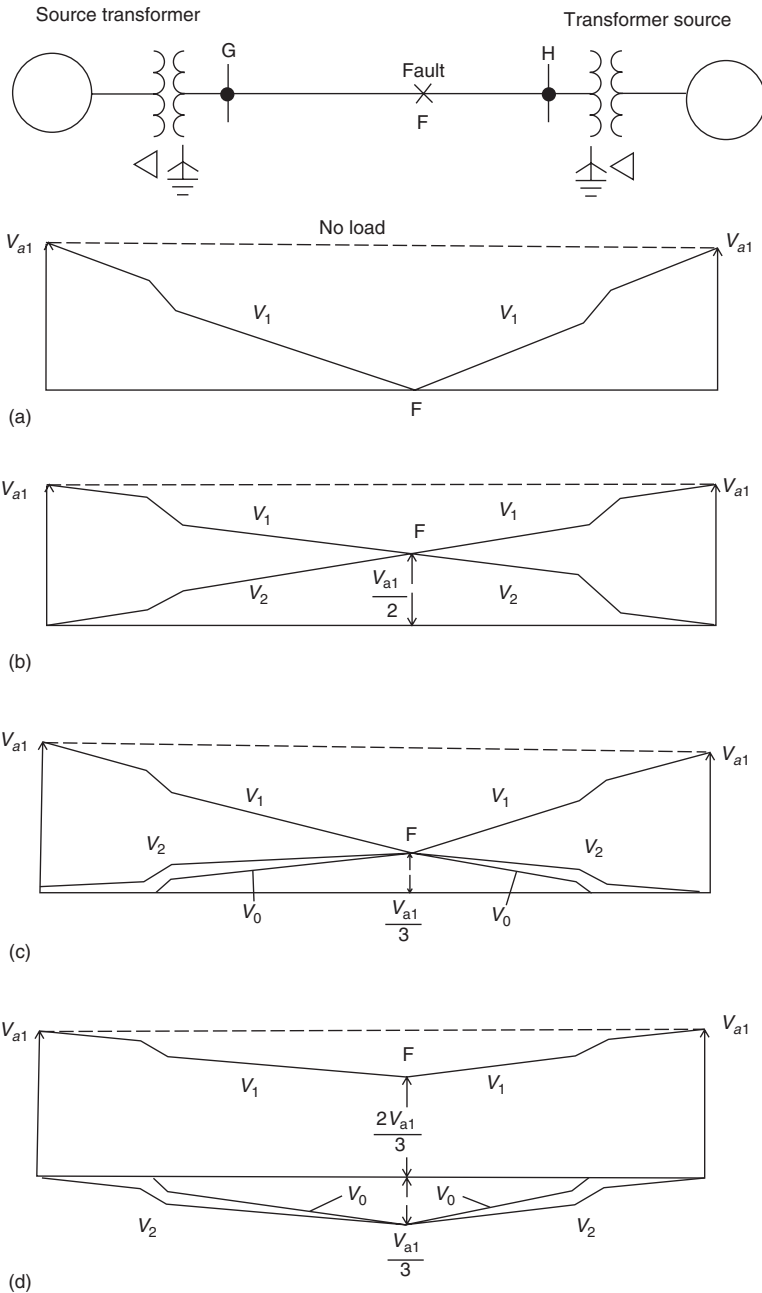 Source transformer
Transformer source
G
H
Fault
F
No load
Va1
Va1
V1
V1
F
(a)
Va1
Va1
V1
F
V1
V2
Va1
2
V2
(b)
Va1
Va1
V1
V1
V2
F
V2
V0
Va1
3
V0
(c)
Va1
Va1
F
V1
V1
2Va1
3
V0
V0
V2
V2
Va1
3
(d)